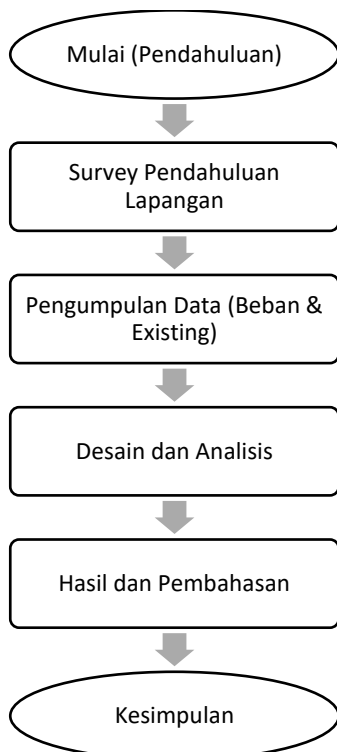 Mulai (Pendahuluan)
Survey Pendahuluan
Lapangan
Pengumpulan Data (Beban &
Existing)
Desain dan Analisis
Hasil dan Pembahasan
Kesimpulan